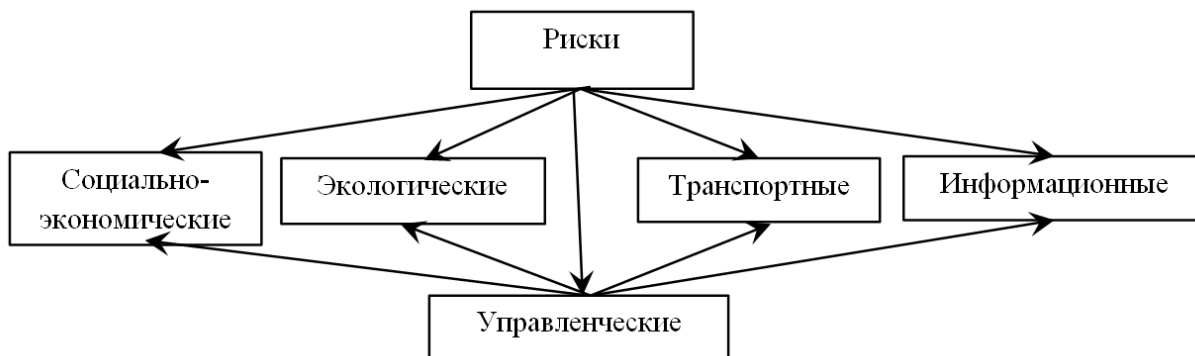 Риски
Социально-
экономические
Экологические
Транспортные
Информационные
Управленческие